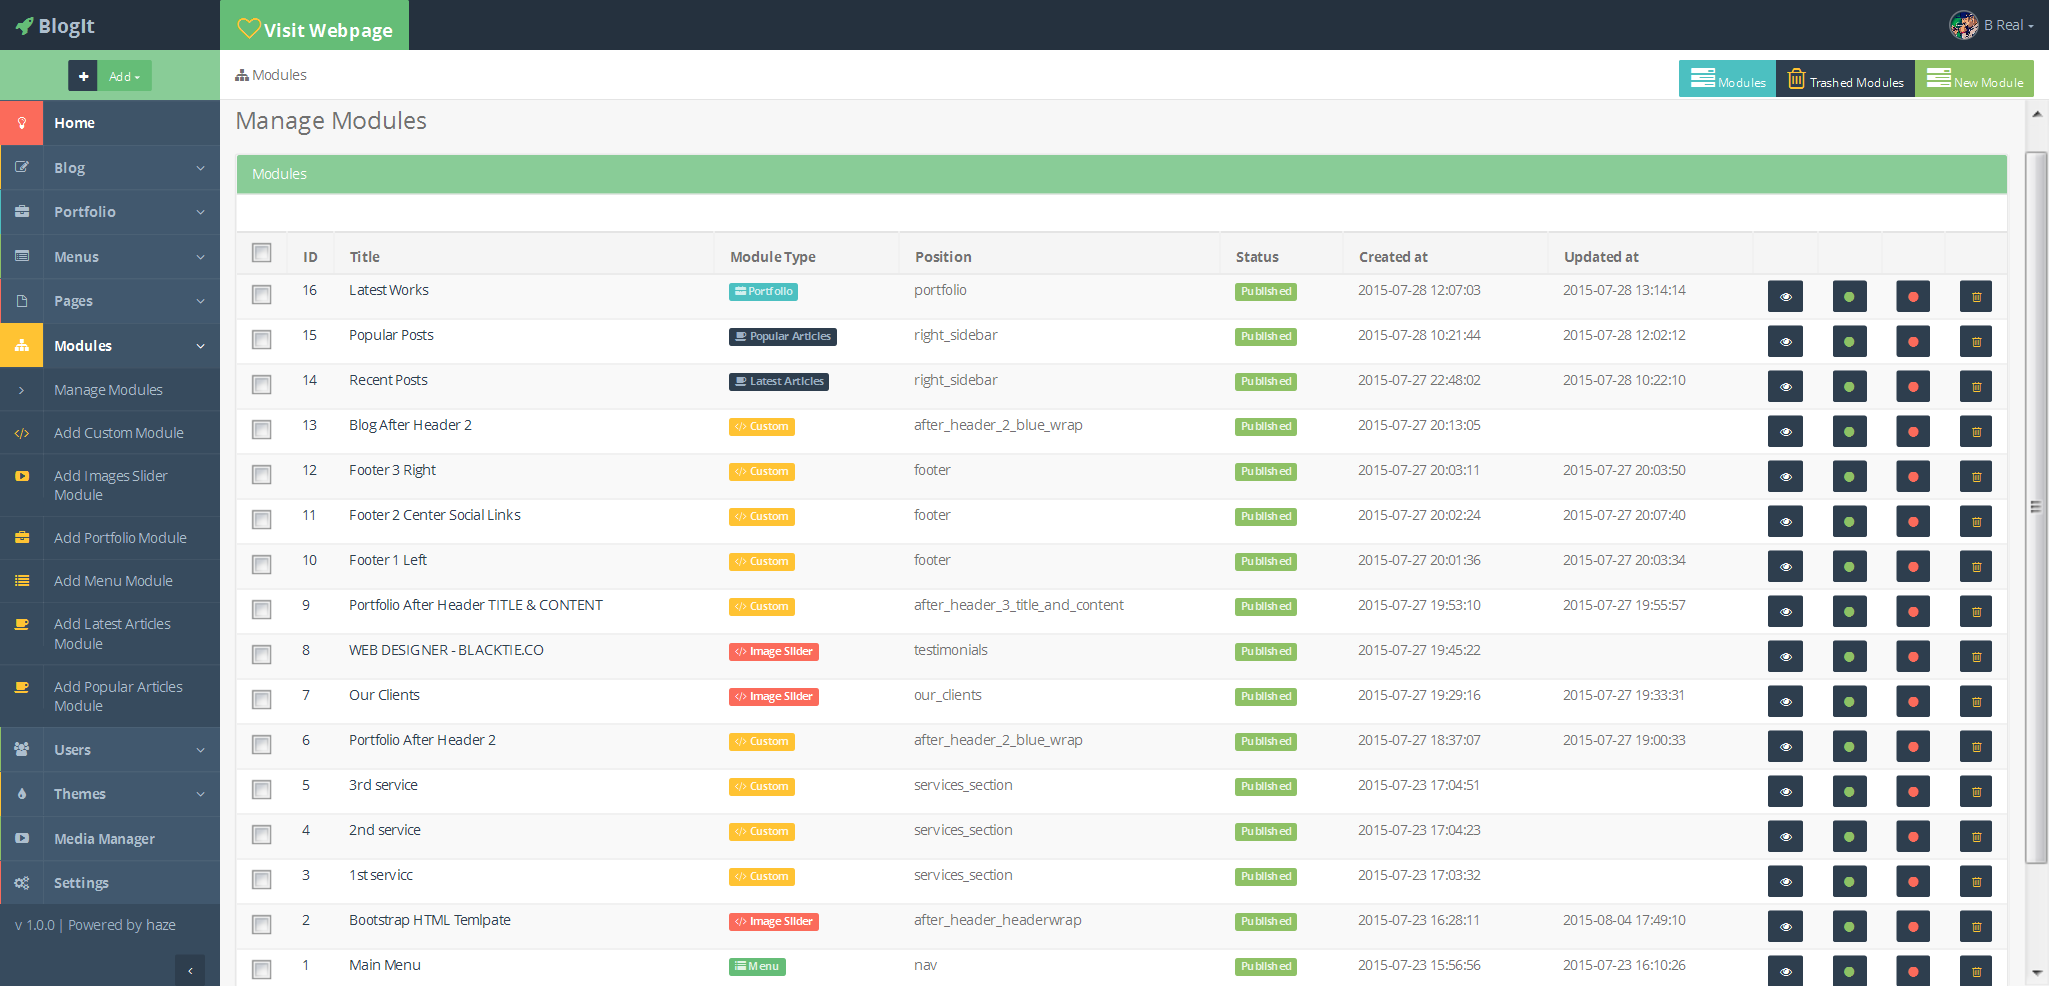 BlogIt
Visit Webpage
B Real
Add
Modules
Modules
Trashed Modules
New Module
Home
Blog
Portfolio
Menus
Pages
Modules
Manage Modules
Add Custom Module
Add Images Slider
Module
Add Portfolio Module
Add Menu Module
Add Latest Articles
Module
Add Popular Articles
Module
Users
Themes
Media Manager
Settings
v 1.0.0 | Powered by haze
Manage Modules
Modules
ID Title Module Type Position Status Created at Updated at
16 Latest Works Portfolio portfolio Published 2015-07-28 12:07:03 2015-07-28 13:14:14
15 Popular Posts Popular Articles right_sidebar Published 2015-07-28 10:21:44 2015-07-28 12:02:12
14 Recent Posts Latest Articles right_sidebar Published 2015-07-27 22:48:02 2015-07-28 10:22:10
13 Blog After Header 2 Custom after_header_2_blue_wrap Published 2015-07-27 20:13:05
12 Footer 3 Right Custom footer Published 2015-07-27 20:03:11 2015-07-27 20:03:50
11 Footer 2 Center Social Links Custom footer Published 2015-07-27 20:02:24 2015-07-27 20:07:40
10 Footer 1 Left Custom footer Published 2015-07-27 20:01:36 2015-07-27 20:03:34
9 Portfolio After Header TITLE & CONTENT Custom after_header_3_title_and_content Published 2015-07-27 19:53:10 2015-07-27 19:55:57
8 WEB DESIGNER - BLACKTIE.CO Image Slider testimonials Published 2015-07-27 19:45:22
7 Our Clients Image Slider our_clients Published 2015-07-27 19:29:16 2015-07-27 19:33:31
6 Portfolio After Header 2 Custom after_header_2_blue_wrap Published 2015-07-27 18:37:07 2015-07-27 19:00:33
5 3rd service Custom services_section Published 2015-07-23 17:04:51
4 2nd service Custom services_section Published 2015-07-23 17:04:23
3 1st servicc Custom services_section Published 2015-07-23 17:03:32
2 Bootstrap HTML Temlpate Image Slider after_header_headerwrap Published 2015-07-23 16:28:11 2015-08-04 17:49:10
1 Main Menu Menu nav Published 2015-07-23 15:56:56 2015-07-23 16:10:26